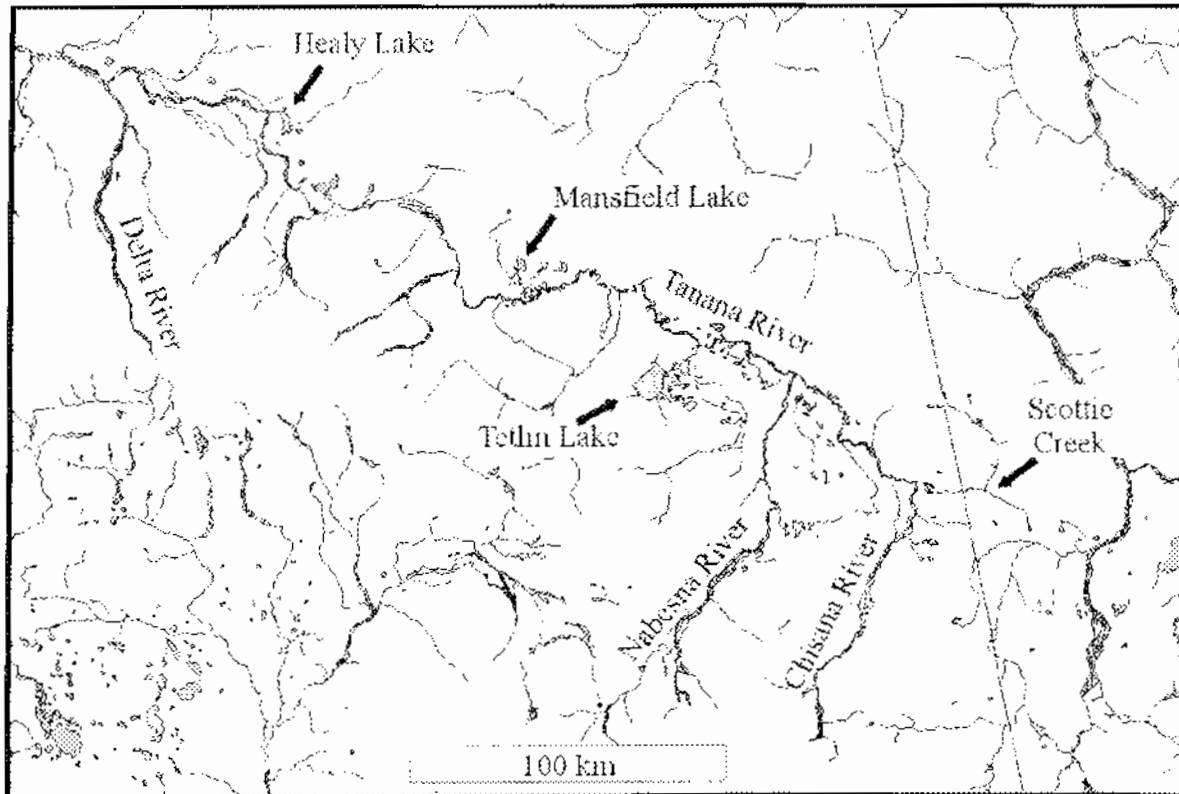 Healy Lake
Mansfield Lake
Delta River
Tanana River
Scottie
Creek
Tetlin Lake
Nabesna River
Chisana River
100 km